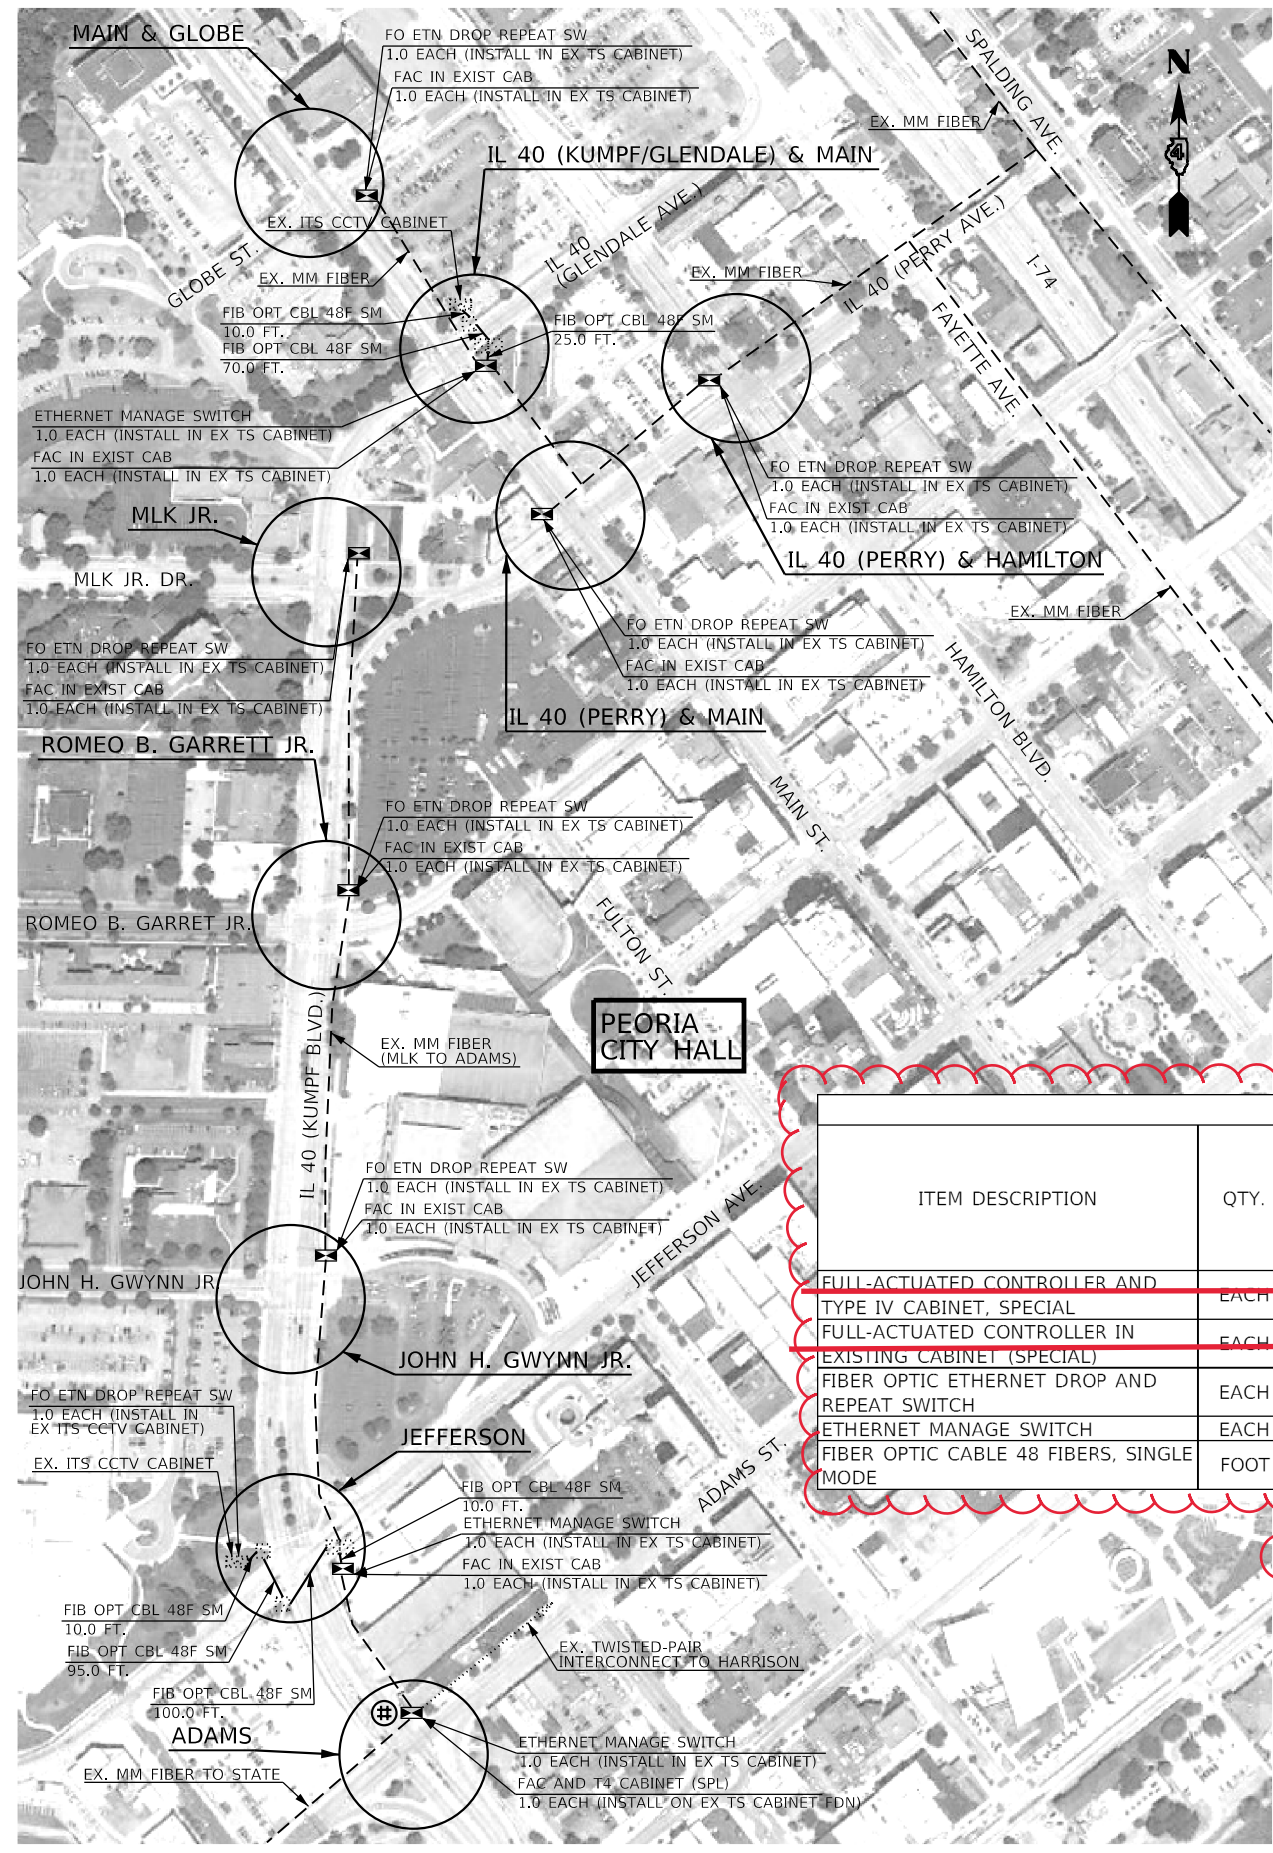 MAIN & GLOBE
FO ETN DROP REPEAT SW
1.0 EACH (INSTALL IN EX TS CABINET)
FAC IN EXIST CAB
1.0 EACH (INSTALL IN EX TS CABINET)
SPALDING AVE.
N
4
EX. MM FIBER
IL 40 (KUMPF/GLENDALE) & MAIN
EX. ITS CCTV CABINET
IL 40
(GLENDALE AVE.)
GLOBE ST.
EX. MM FIBER
EX. MM FIBER
IL 40 (PERRY AVE.)
I-74
FAYETTE AVE.
FIB OPT CBL 48F SM
10.0 FT.
FIB OPT CBL 48F SM
70.0 FT.
FIB OPT CBL 48F SM
25.0 FT.
ETHERNET MANAGE SWITCH
1.0 EACH (INSTALL IN EX TS CABINET)
FAC IN EXIST CAB
1.0 EACH (INSTALL IN EX TS CABINET)
FO ETN DROP REPEAT SW
1.0 EACH (INSTALL IN EX TS CABINET)
FAC IN EXIST CAB
1.0 EACH (INSTALL IN EX TS CABINET)
IL 40 (PERRY) & HAMILTON
MLK JR.
MLK JR. DR.
EX. MM FIBER
FO ETN DROP REPEAT SW
1.0 EACH (INSTALL IN EX TS CABINET)
FAC IN EXIST CAB
1.0 EACH (INSTALL IN EX TS CABINET)
IL 40 (PERRY) & MAIN
HAMILTON BLVD.
FO ETN DROP REPEAT SW
1.0 EACH (INSTALL IN EX TS CABINET)
FAC IN EXIST CAB
1.0 EACH (INSTALL IN EX TS CABINET)
ROMEO B. GARRETT JR.
MAIN ST.
FO ETN DROP REPEAT SW
1.0 EACH (INSTALL IN EX TS CABINET)
FAC IN EXIST CAB
1.0 EACH (INSTALL IN EX TS CABINET)
ROMEO B. GARRET JR.
FULTON ST.
PEORIA
CITY HALL
IL 40 (KUMPF BLVD.)
EX. MM FIBER
(MLK TO ADAMS)
ITEM DESCRIPTION
QTY.
FULL-ACTUATED CONTROLLER AND
TYPE IV CABINET, SPECIAL
EACH
FULL-ACTUATED CONTROLLER IN
EXISTING CABINET (SPECIAL)
EACH
FIBER OPTIC ETHERNET DROP AND
REPEAT SWITCH
EACH
ETHERNET MANAGE SWITCH
EACH
FIBER OPTIC CABLE 48 FIBERS, SINGLE
MODE
FOOT
FO ETN DROP REPEAT SW
1.0 EACH (INSTALL IN EX TS CABINET)
FAC IN EXIST CAB
1.0 EACH (INSTALL IN EX TS CABINET)
JEFFERSON AVE.
JOHN H. GWYNN JR
JOHN H. GWYNN JR.
FO ETN DROP REPEAT SW
1.0 EACH (INSTALL IN
EX ITS CCTV CABINET)
EX. ITS CCTV CABINET
JEFFERSON
ADAMS ST.
FIB OPT CBL 48F SM
10.0 FT.
ETHERNET MANAGE SWITCH
1.0 EACH (INSTALL IN EX TS CABINET)
FAC IN EXIST CAB
1.0 EACH (INSTALL IN EX TS CABINET)
FIB OPT CBL 48F SM
10.0 FT.
FIB OPT CBL 48F SM
95.0 FT.
FIB OPT CBL 48F SM
100.0 FT.
EX. TWISTED-PAIR
INTERCONNECT TO HARRISON
#
ADAMS
EX. MM FIBER TO STATE
ETHERNET MANAGE SWITCH
1.0 EACH (INSTALL IN EX TS CABINET)
FAC AND T4 CABINET (SPL)
1.0 EACH (INSTALL ON EX TS CABINET FDN)